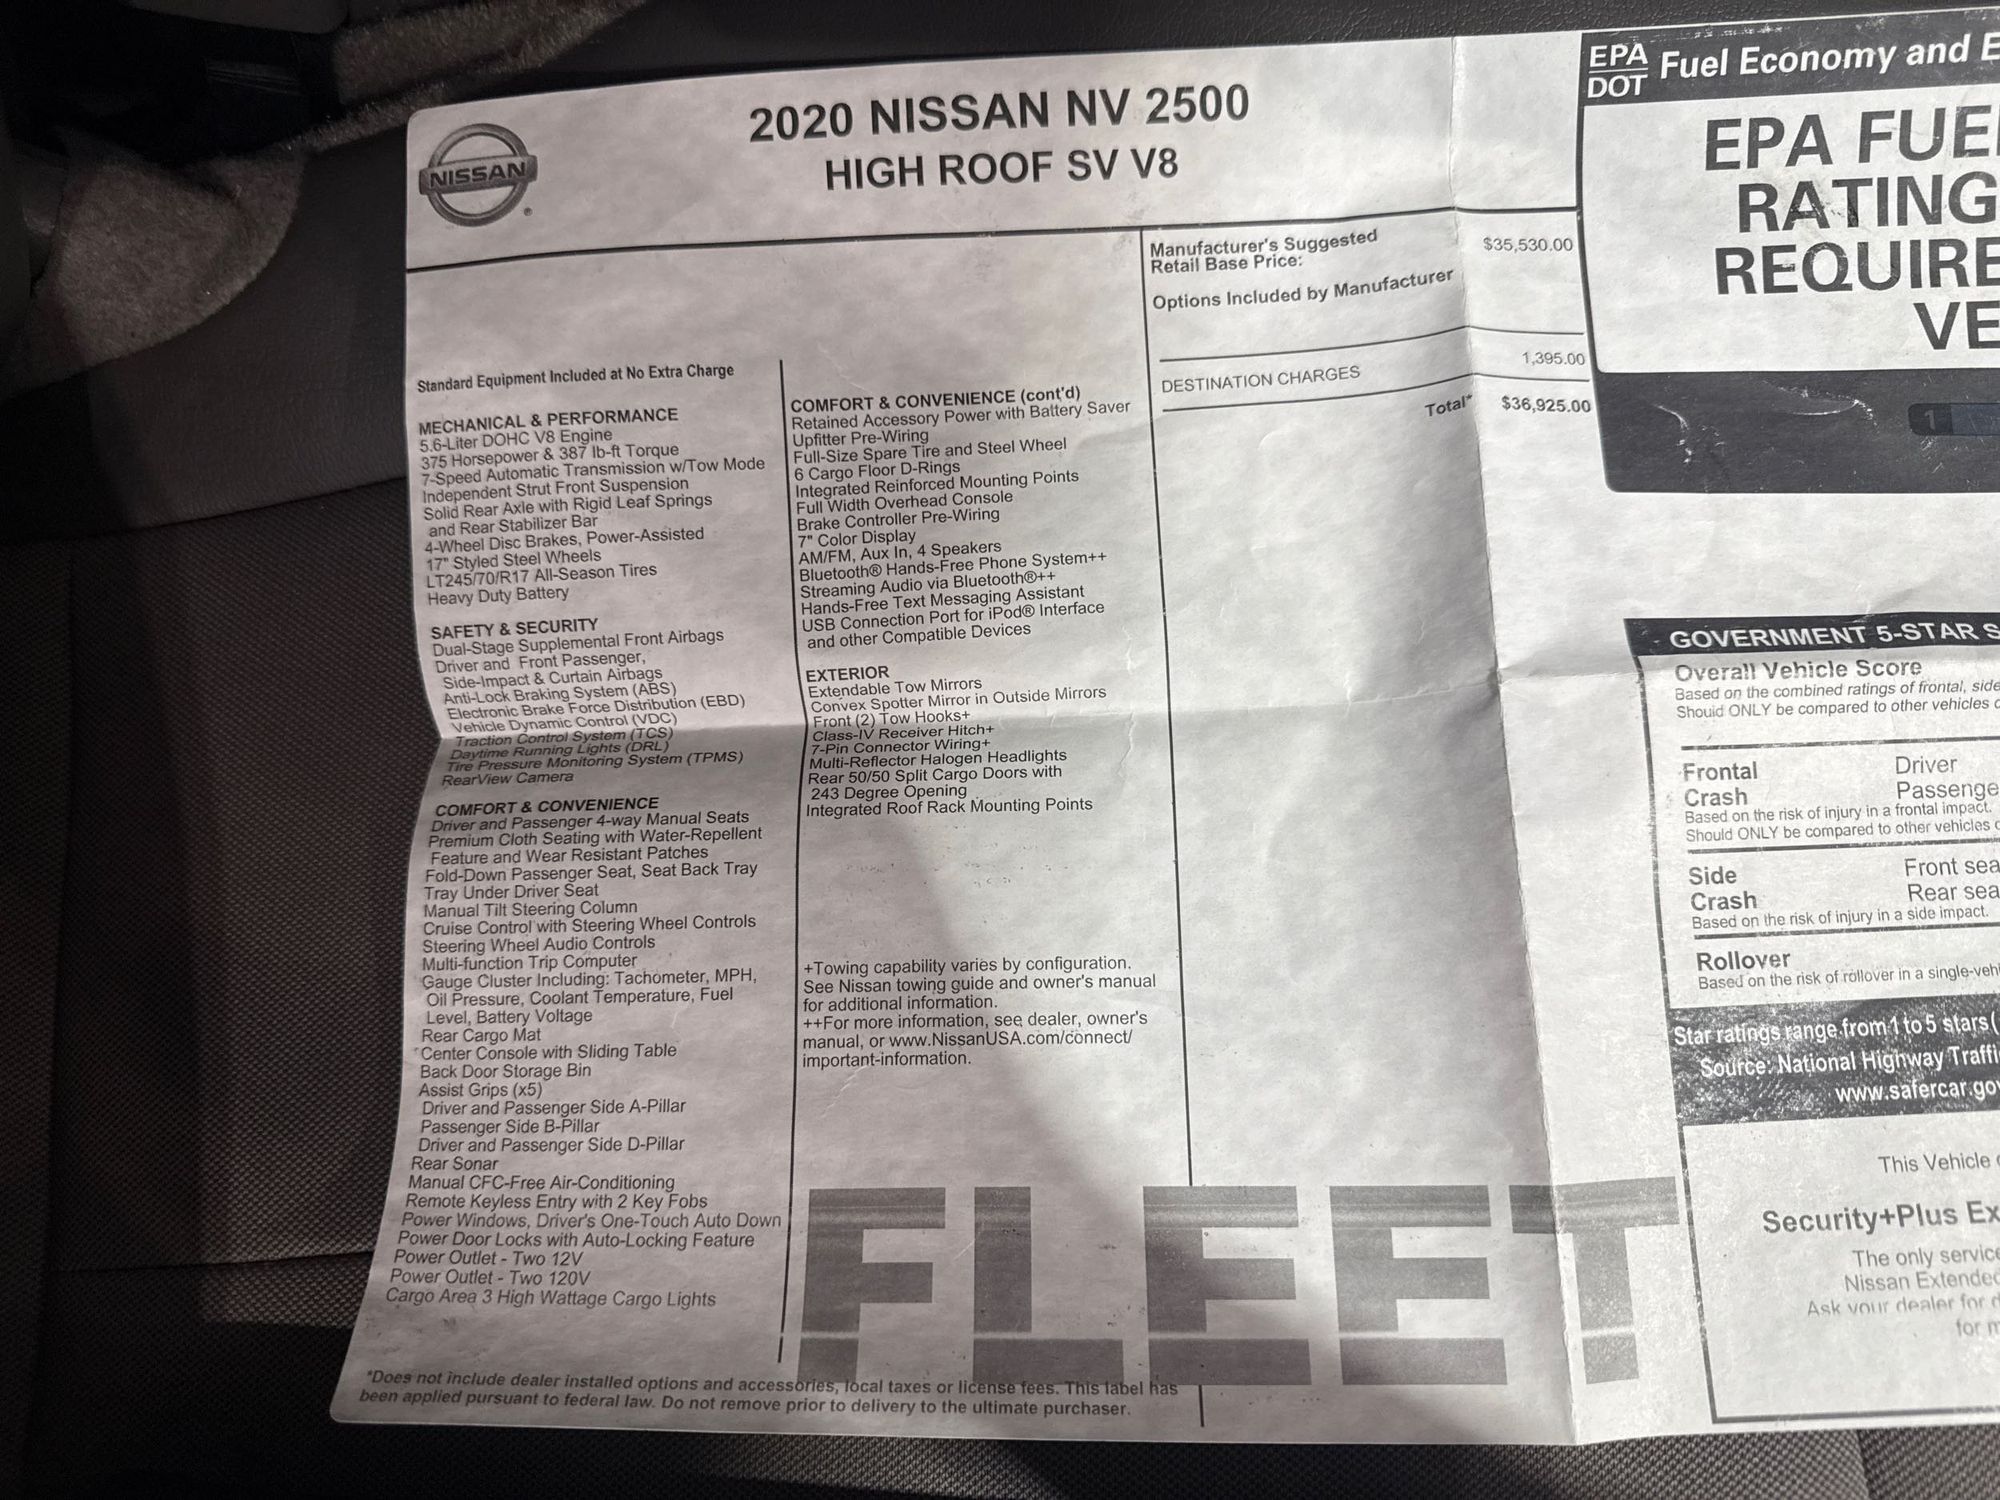 NISSAN
2020 NISSAN NV 2500
HIGH ROOF SV V8
Standard Equipment Included at No Extra Charge
MECHANICAL & PERFORMANCE
5.6-Liter DOHC V8 Engine
375 Horsepower & 387 lb-ft Torque
7-Speed Automatic Transmission w/Tow Mode
Independent Strut Front Suspension
Solid Rear Axle with Rigid Leaf Springs
and Rear Stabilizer Bar
4-Wheel Disc Brakes, Power-Assisted
17" Styled Steel Wheels
LT245/70/R17 All-Season Tires
Heavy Duty Battery
SAFETY & SECURITY
Dual-Stage Supplemental Front Airbags
Driver and Front Passenger,
Side-Impact & Curtain Airbags
Anti-Lock Braking System (ABS)
Electronic Brake Force Distribution (EBD)
Vehicle Dynamic Control (VDC)
Traction Control System (TCS)
Daytime Running Lights (DRL)
Tire Pressure Monitoring System (TPMS)
RearView Camera
COMFORT & CONVENIENCE
Driver and Passenger 4-way Manual Seats
Premium Cloth Seating with Water-Repellent
Feature and Wear Resistant Patches
Fold-Down Passenger Seat, Seat Back Tray
Tray Under Driver Seat
Manual Tilt Steering Column
Cruise Control with Steering Wheel Controls
Steering Wheel Audio Controls
Multi-function Trip Computer
Gauge Cluster Including: Tachometer, MPH,
Oil Pressure, Coolant Temperature, Fuel
Level, Battery Voltage
Rear Cargo Mat
Center Console with Sliding Table
Back Door Storage Bin
Assist Grips (x5)
Driver and Passenger Side A-Pillar
Passenger Side B-Pillar
Driver and Passenger Side D-Pillar
Rear Sonar
Manual CFC-Free Air-Conditioning
Remote Keyless Entry with 2 Key Fobs
Power Windows, Driver's One-Touch Auto Down
Power Door Locks with Auto-Locking Feature
Power Outlet - Two 12V
Power Outlet - Two 120V
Cargo Area 3 High Wattage Cargo Lights
COMFORT & CONVENIENCE (cont'd)
Retained Accessory Power with Battery Saver
Upfitter Pre-Wiring
Full-Size Spare Tire and Steel Wheel
6 Cargo Floor D-Rings
Integrated Reinforced Mounting Points
Full Width Overhead Console
Brake Controller Pre-Wiring
7" Color Display
AM/FM, Aux In, 4 Speakers
Bluetooth® Hands-Free Phone System++
Streaming Audio via Bluetooth®++
Hands-Free Text Messaging Assistant
USB Connection Port for iPod® Interface
and other Compatible Devices
EXTERIOR
Extendable Tow Mirrors
Convex Spotter Mirror in Outside Mirrors
Front (2) Tow Hooks+
Class-IV Receiver Hitch+
7-Pin Connector Wiring+
Multi-Reflector Halogen Headlights
Rear 50/50 Split Cargo Doors with
243 Degree Opening
Integrated Roof Rack Mounting Points
+Towing capability varies by configuration.
See Nissan towing guide and owner's manual
for additional information.
++For more information, see dealer, owner's
manual, or www.NissanUSA.com/connect/
important-information.
Manufacturer's Suggested
Retail Base Price: $35,530.00
Options Included by Manufacturer
DESTINATION CHARGES 1,395.00
Total* $36,925.00
FLEET
*Does not include dealer installed options and accessories, local taxes or license fees. This label has
been applied pursuant to federal law. Do not remove prior to delivery to the ultimate purchaser.
EPA
DOT
Fuel Economy and E
EPA FUE
RATING
REQUIRE
VE
1
GOVERNMENT 5-STAR S
Overall Vehicle Score
Based on the combined ratings of frontal, side
Should ONLY be compared to other vehicles
Frontal Driver
Crash Passenge
Based on the risk of injury in a frontal impact.
Should ONLY be compared to other vehicles
Side Front sea
Crash Rear sea
Based on the risk of injury in a side impact.
Rollover
Based on the risk of rollover in a single-vehi
Star ratings range from 1 to 5 stars (
Source: National Highway Traffi
www.safercar.gov
This Vehicle
Security+Plus Ex
The only service
Nissan Extended
Ask your dealer for d
for m